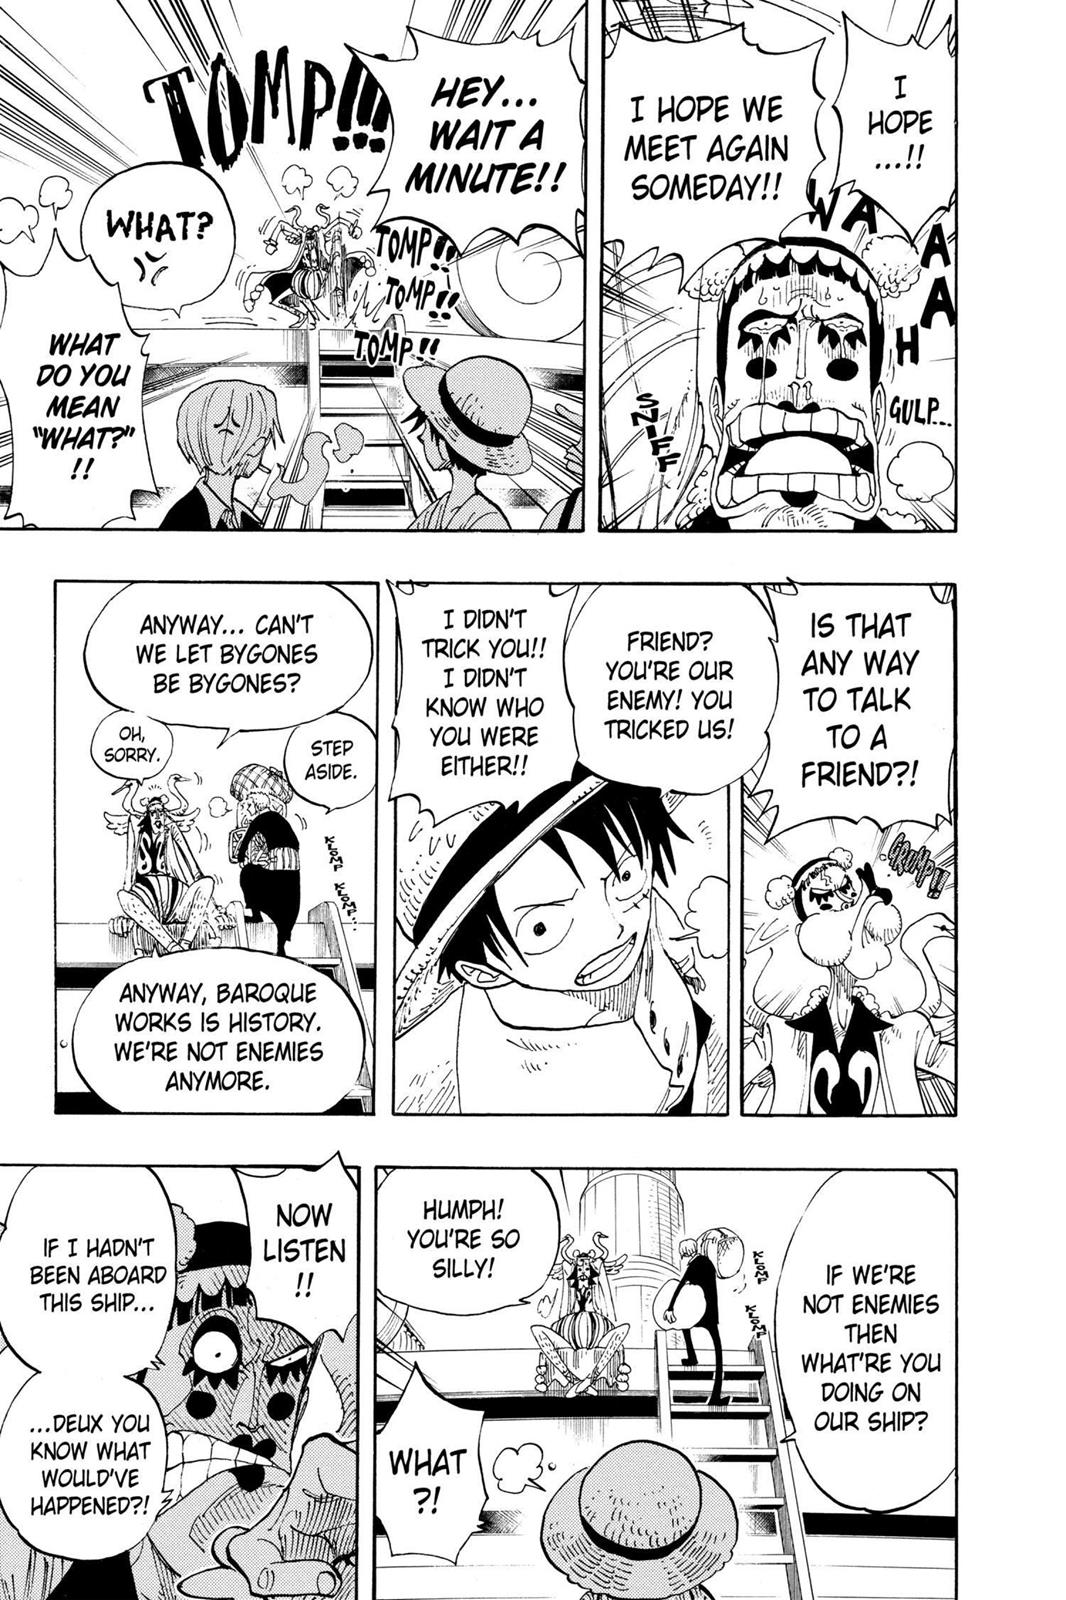 I
HOPE
...!!
I HOPE WE
MEET AGAIN
SOMEDAY!!
WAAAAH
GULP...
SNIFF
HEY...
WAIT A
MINUTE!!
TOMP!!!
TOMP!!
TOMP!!
TOMP!!
WHAT?
WHAT
DO YOU
MEAN
"WHAT?"
!!
IS THAT
ANY WAY
TO TALK
TO A
FRIEND?!
FRIEND?
YOU'RE OUR
ENEMY! YOU
TRICKED US!
I DIDN'T
TRICK YOU!!
I DIDN'T
KNOW WHO
YOU WERE
EITHER!!
ANYWAY... CAN'T
WE LET BYGONES
BE BYGONES?
STEP
ASIDE.
OH,
SORRY.
KLOMP
KLOMP...
ANYWAY, BAROQUE
WORKS IS HISTORY.
WE'RE NOT ENEMIES
ANYMORE.
IF WE'RE
NOT ENEMIES
THEN
WHAT'RE YOU
DOING ON
OUR SHIP?
KLOMP
KLOMP
HUMPH!
YOU'RE SO
SILLY!
WHAT
?!
NOW
LISTEN
!!
IF I HADN'T
BEEN ABOARD
THIS SHIP...
...DEUX YOU
KNOW WHAT
WOULD'VE
HAPPENED?!